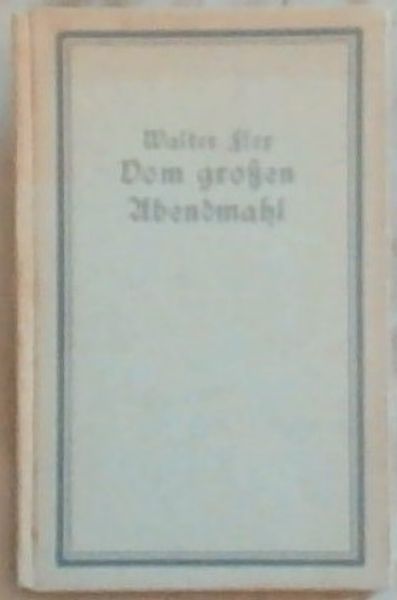 Walter Flex
Vom großen
Abendmahl